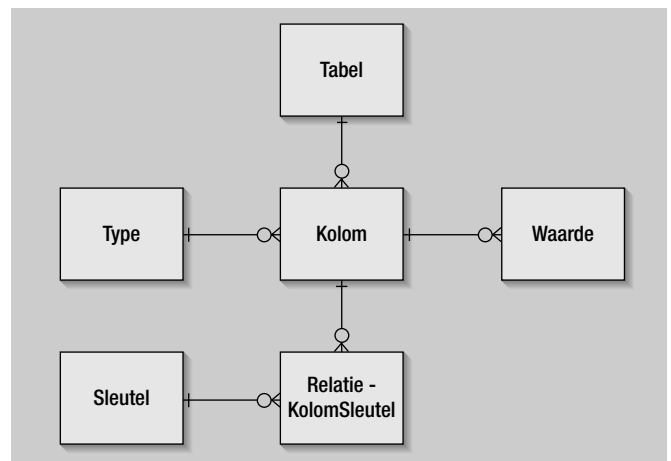 Tabel
Type
Kolom
Waarde
Sleutel
Relatie -
KolomSleutel